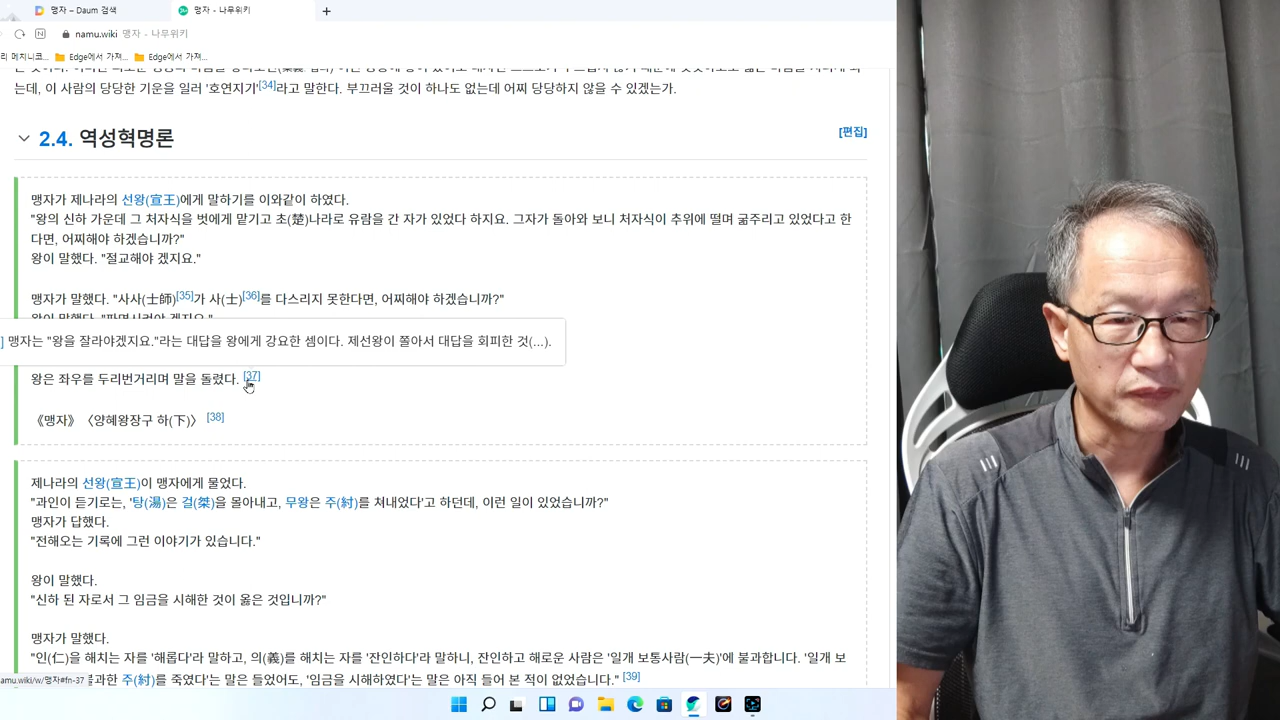 맹자 – Daum 검색
맹자 - 나무위키
namu.wiki 맹자 - 나무위키
리 메치니코... Edge에서 가져... Edge에서 가져...
는데, 이 사람의 당당한 기운을 일러 '호연지기'[34]라고 말한다. 부끄러울 것이 하나도 없는데 어찌 당당하지 않을 수 있겠는가.
2.4. 역성혁명론
[편집]
맹자가 제나라의 선왕(宣王)에게 말하기를 이와같이 하였다.
"왕의 신하 가운데 그 처자식을 벗에게 맡기고 초(楚)나라로 유람을 간 자가 있었다 하지요. 그자가 돌아와 보니 처자식이 추위에 떨며 굶주리고 있었다고 한
다면, 어찌해야 하겠습니까?"
왕이 말했다. "절교해야 겠지요."
맹자가 말했다. "사사(士師)[35]가 사(士)[36]를 다스리지 못한다면, 어찌해야 하겠습니까?"
] 맹자는 "왕을 잘라야겠지요."라는 대답을 왕에게 강요한 셈이다. 제선왕이 쫄아서 대답을 회피한 것(...).
왕은 좌우를 두리번거리며 말을 돌렸다. [37]
《맹자》〈양혜왕장구 하(下)〉 [38]
제나라의 선왕(宣王)이 맹자에게 물었다.
"과인이 듣기로는, '탕(湯)은 걸(桀)을 몰아내고, 무왕은 주(紂)를 쳐내었다'고 하던데, 이런 일이 있었습니까?"
맹자가 답했다.
"전해오는 기록에 그런 이야기가 있습니다."
왕이 말했다.
"신하 된 자로서 그 임금을 시해한 것이 옳은 것입니까?"
맹자가 말했다.
"인(仁)을 해치는 자를 '해롭다'라 말하고, 의(義)를 해치는 자를 '잔인하다'라 말하니, 잔인하고 해로운 사람은 '일개 보통사람(一夫)'에 불과합니다. '일개 보
불과한 주(紂)를 죽였다'는 말은 들었어도, '임금을 시해하였다'는 말은 아직 들어 본 적이 없었습니다." [39]
amu.wiki/w/맹자#fn-37